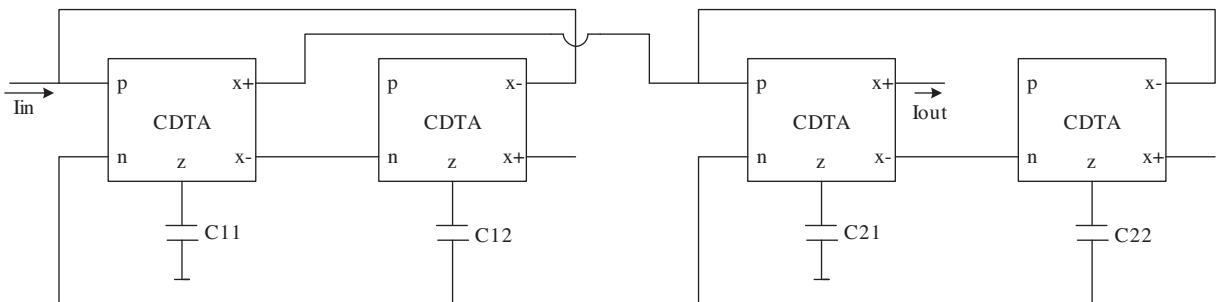 p x+ p x- p x+ p x-
Iin CDTA CDTA CDTA Iout CDTA
n z x- n z x+ n z x- n z x+
C11 C12 C21 C22